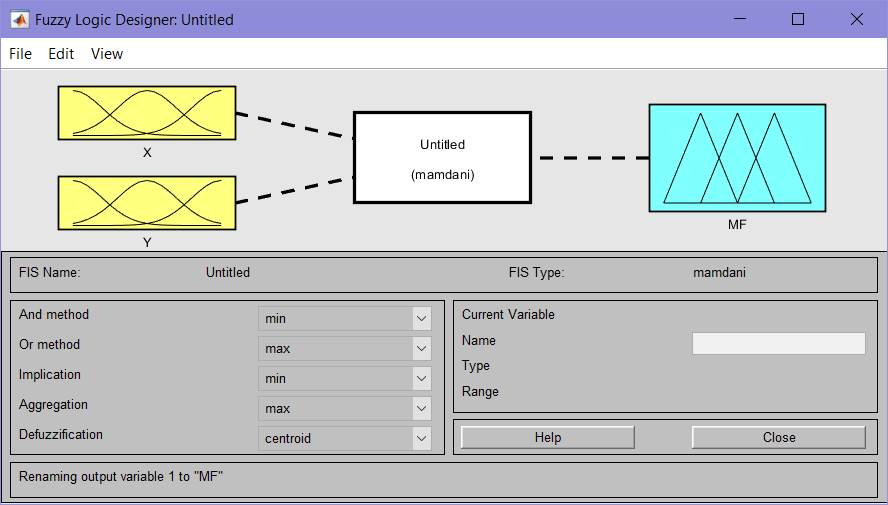 Fuzzy Logic Designer: Untitled
File Edit View
X
Y
Untitled
(mamdani)
MF
FIS Name: Untitled FIS Type: mamdani
And method min
Or method max
Implication min
Aggregation max
Defuzzification centroid
Current Variable
Name
Type
Range
Help Close
Renaming output variable 1 to "MF"